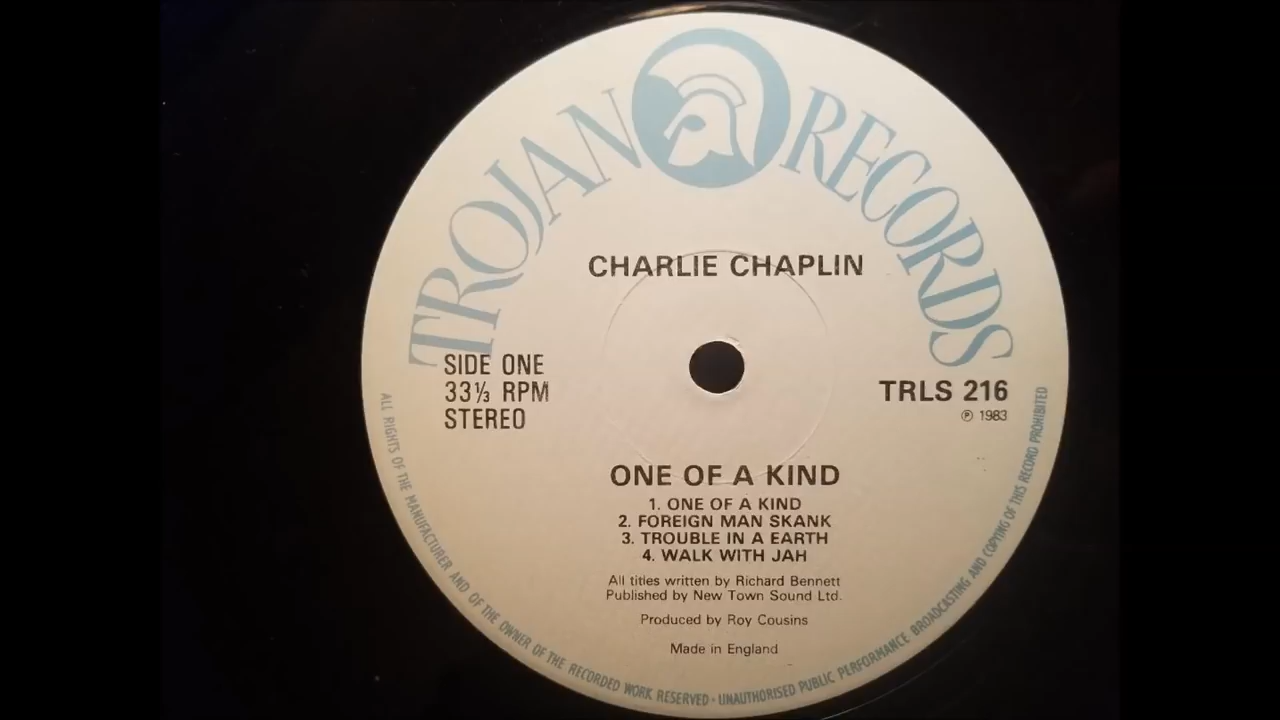 TROJAN RECORDS
CHARLIE CHAPLIN
SIDE ONE
33⅓ RPM
STEREO
TRLS 216
℗ 1983
ONE OF A KIND
1. ONE OF A KIND
2. FOREIGN MAN SKANK
3. TROUBLE IN A EARTH
4. WALK WITH JAH
All titles written by Richard Bennett
Published by New Town Sound Ltd.
Produced by Roy Cousins
Made in England
ALL RIGHTS OF THE MANUFACTURER AND OF THE OWNER OF THE RECORDED WORK RESERVED · UNAUTHORISED PUBLIC PERFORMANCE BROADCASTING AND COPYING OF THIS RECORD PROHIBITED